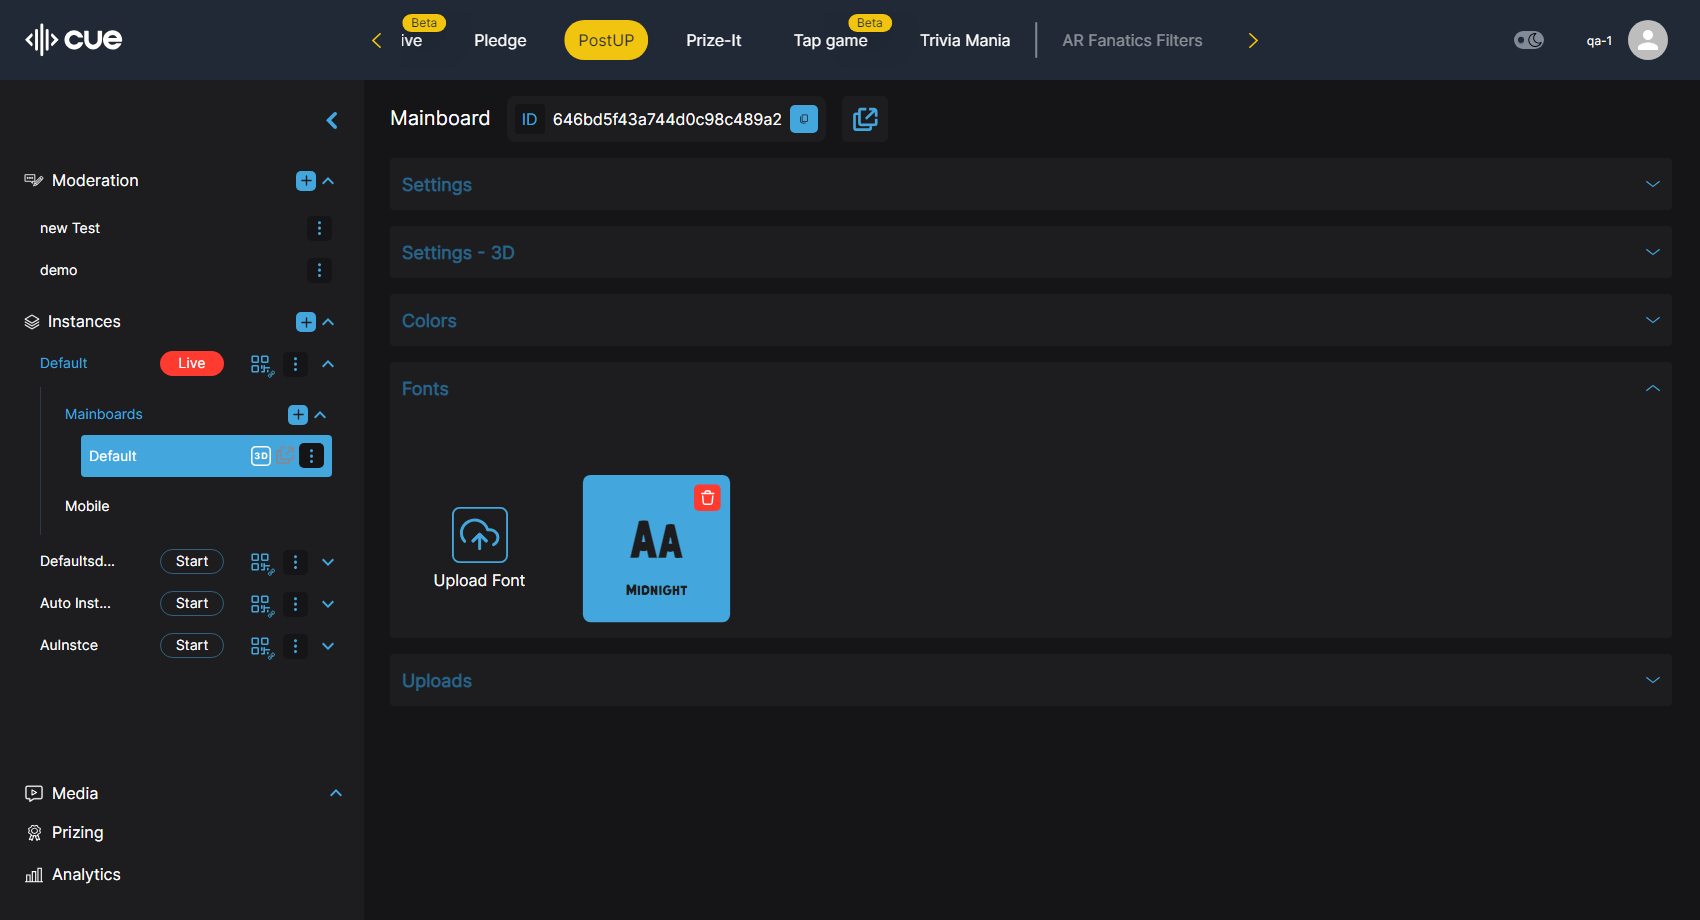 cue
Beta
ive
Pledge
PostUP
Prize-It
Beta
Tap game
Trivia Mania
AR Fanatics Filters
qa-1
Moderation
new Test
demo
Instances
Default Live
Mainboards
Default 3D
Mobile
Defaultsd... Start
Auto Inst... Start
AuInstce Start
Media
Prizing
Analytics
Mainboard ID 646bd5f43a744d0c98c489a2
Settings
Settings - 3D
Colors
Fonts
Upload Font
AA
MIDNIGHT
Uploads